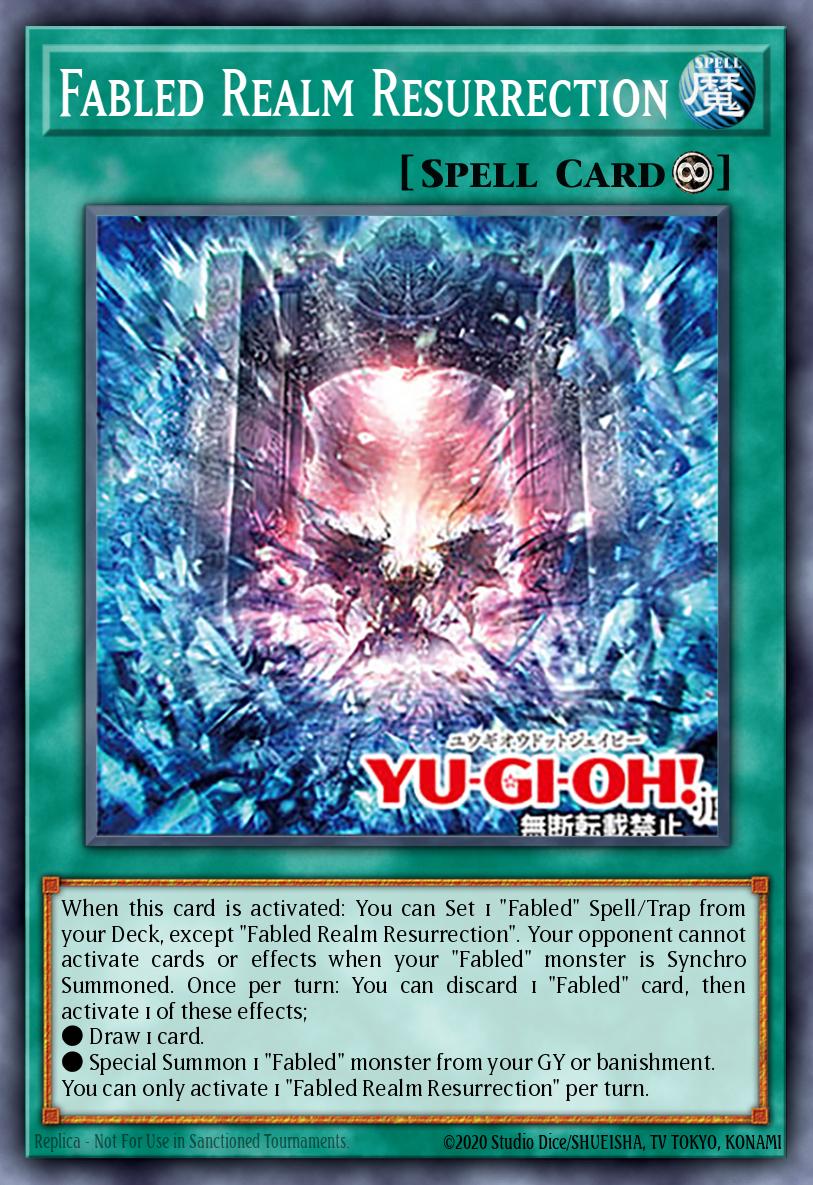 Fabled Realm Resurrection
SPELL
魔
[Spell Card]
ユウギオウドットジェイピー
YU-GI-OH!
無断転載禁止
When this card is activated: You can Set 1 "Fabled" Spell/Trap from
your Deck, except "Fabled Realm Resurrection". Your opponent cannot
activate cards or effects when your "Fabled" monster is Synchro
Summoned. Once per turn: You can discard 1 "Fabled" card, then
activate 1 of these effects;
● Draw 1 card.
● Special Summon 1 "Fabled" monster from your GY or banishment.
You can only activate 1 "Fabled Realm Resurrection" per turn.
Replica - Not For Use in Sanctioned Tournaments.
©2020 Studio Dice/SHUEISHA, TV TOKYO, KONAMI